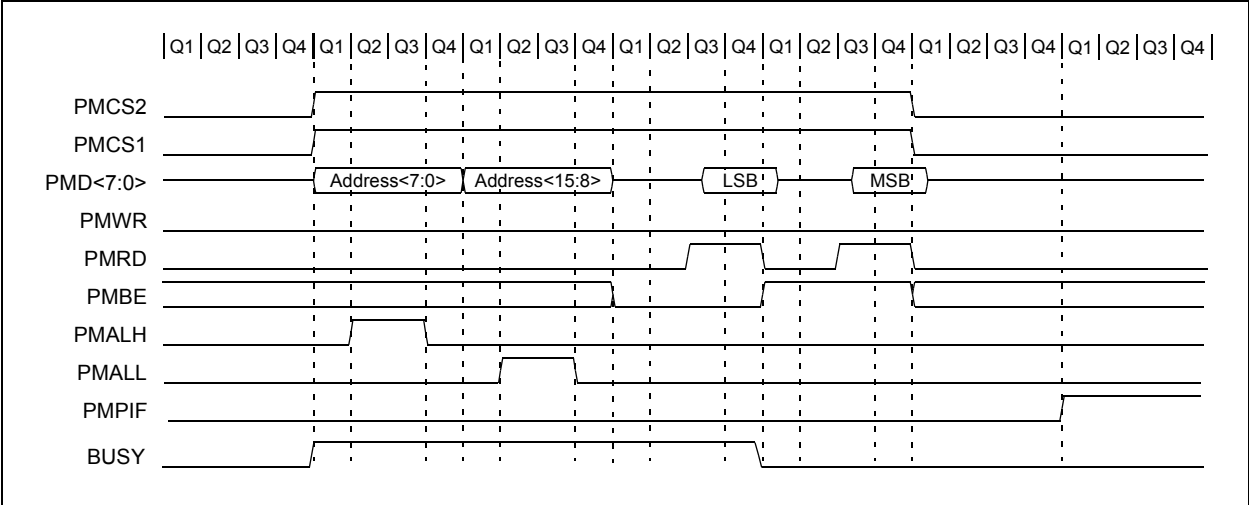 Q1 Q2 Q3 Q4 Q1 Q2 Q3 Q4 Q1 Q2 Q3 Q4 Q1 Q2 Q3 Q4 Q1 Q2 Q3 Q4 Q1 Q2 Q3 Q4 Q1 Q2 Q3 Q4
PMCS2
PMCS1
PMD<7:0> Address<7:0> Address<15:8> LSB MSB
PMWR
PMRD
PMBE
PMALH
PMALL
PMPIF
BUSY